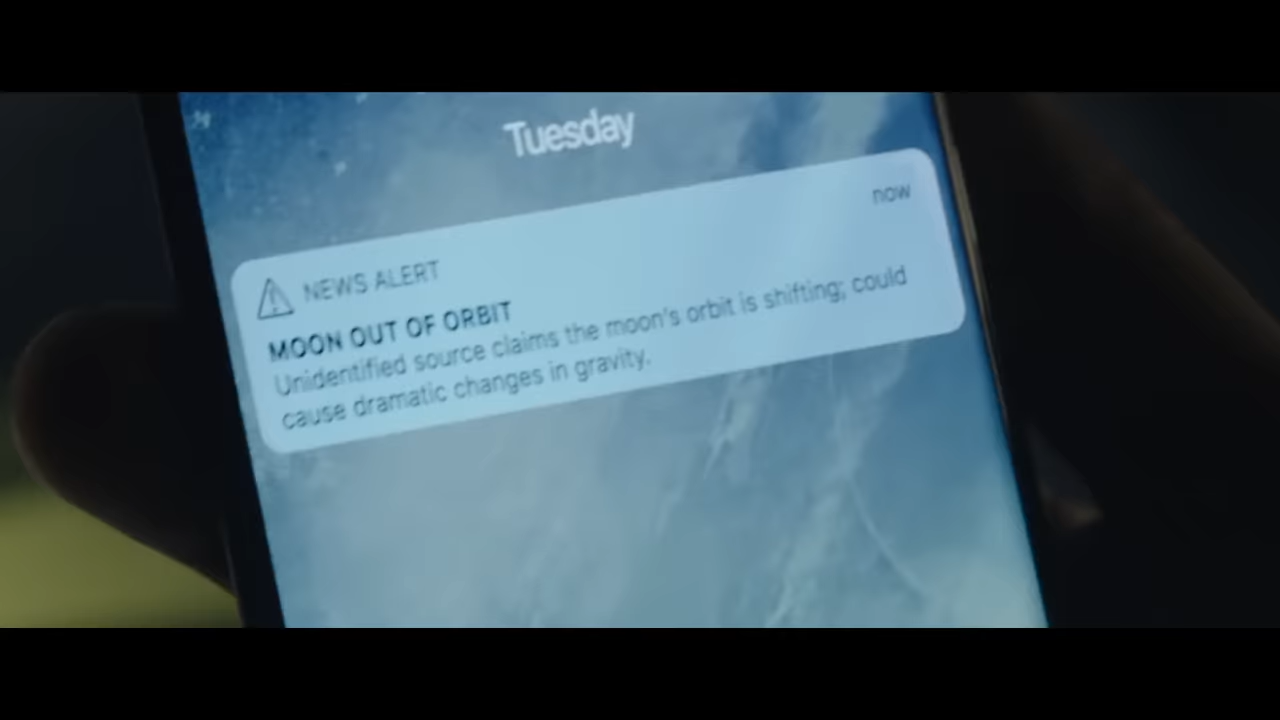 Tuesday
now
NEWS ALERT
MOON OUT OF ORBIT
Unidentified source claims the moon's orbit is shifting; could
cause dramatic changes in gravity.